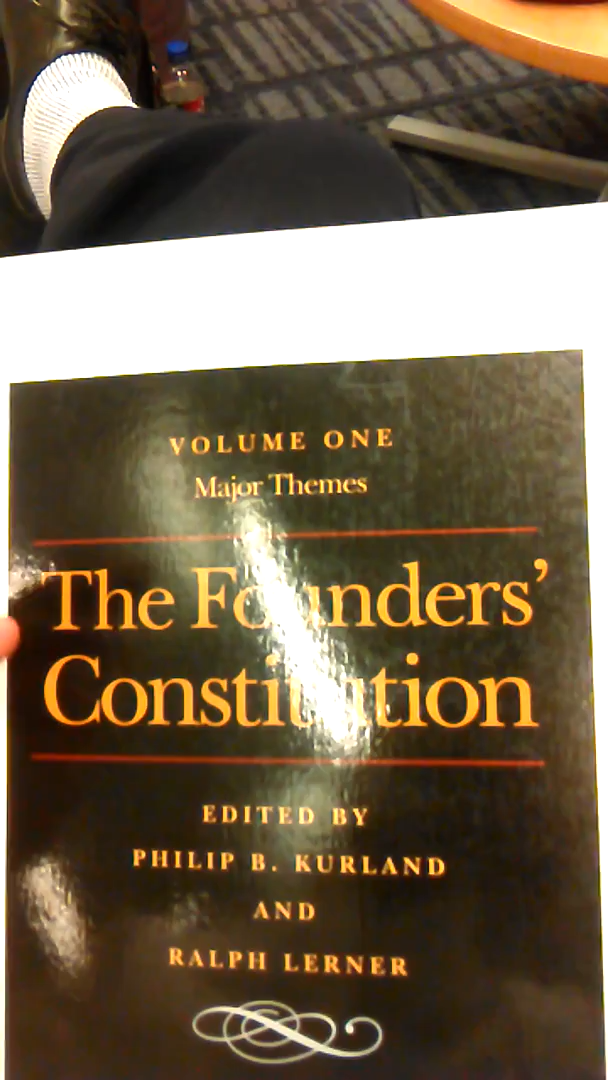 VOLUME ONE
Major Themes
The Founders'
Constitution
EDITED BY
PHILIP B. KURLAND
AND
RALPH LERNER